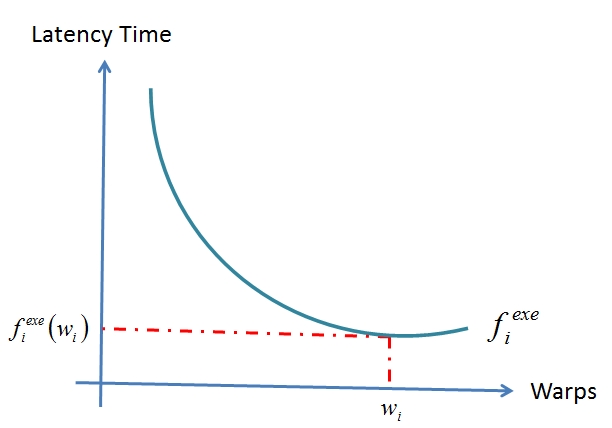 Latency Time
f_i^{exe}(w_i)
f_i^{exe}
Warps
w_i